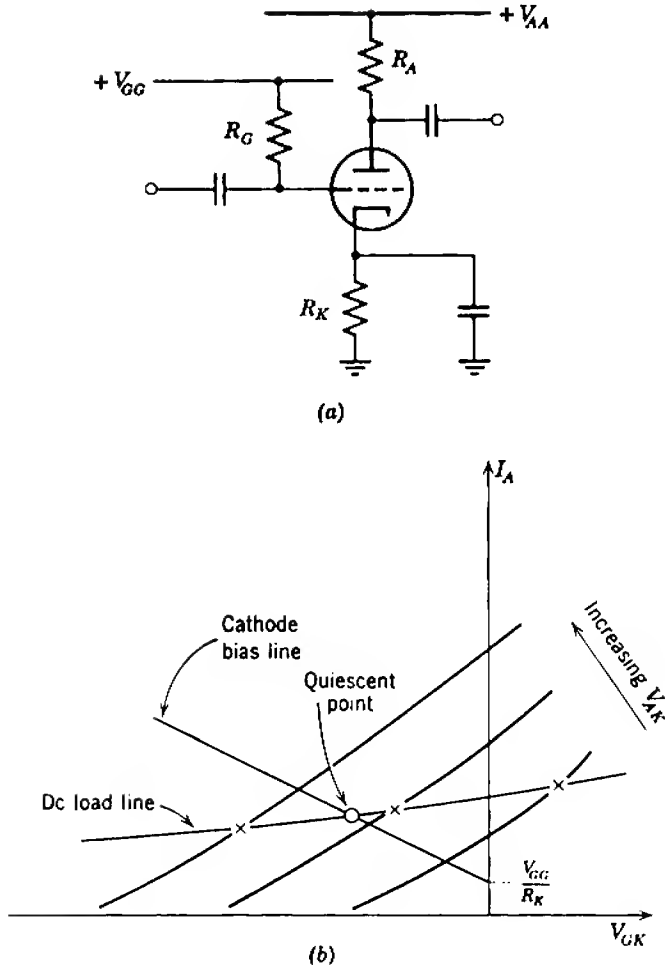 + V_AA
R_A
+ V_GG
R_G
R_K
(a)
I_A
Cathode
bias line
Quiescent
point
Increasing V_AK
Dc load line
V_GG
R_K
V_GK
(b)